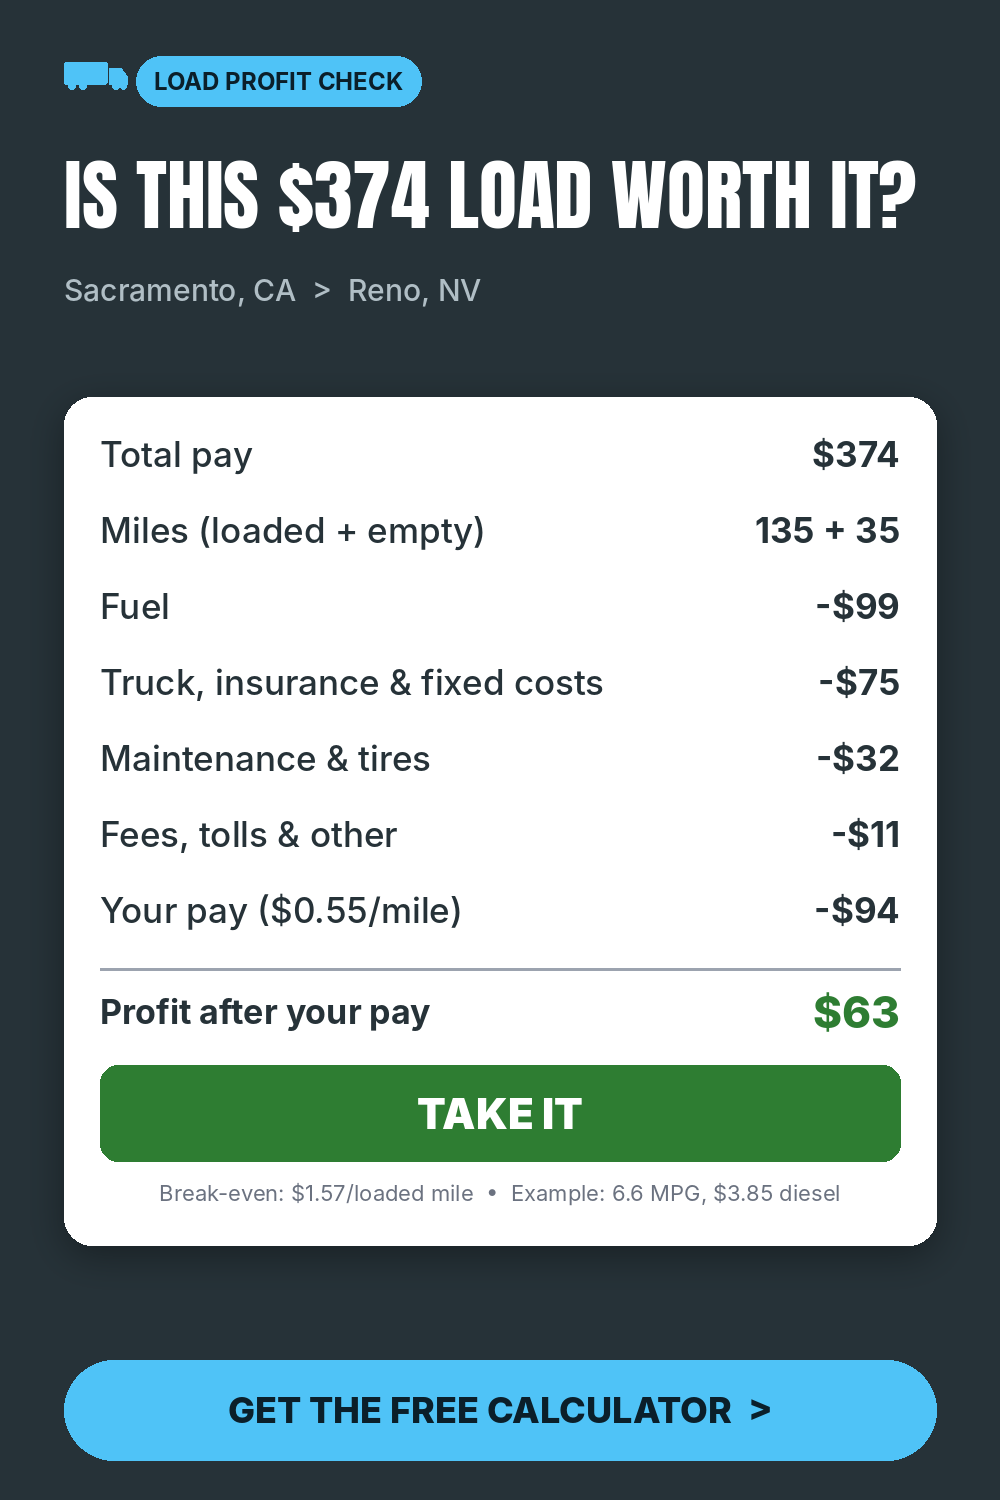 LOAD PROFIT CHECK
IS THIS $374 LOAD WORTH IT?
Sacramento, CA > Reno, NV
Total pay $374
Miles (loaded + empty) 135 + 35
Fuel -$99
Truck, insurance & fixed costs -$75
Maintenance & tires -$32
Fees, tolls & other -$11
Your pay ($0.55/mile) -$94
Profit after your pay $63
TAKE IT
Break-even: $1.57/loaded mile • Example: 6.6 MPG, $3.85 diesel
GET THE FREE CALCULATOR >